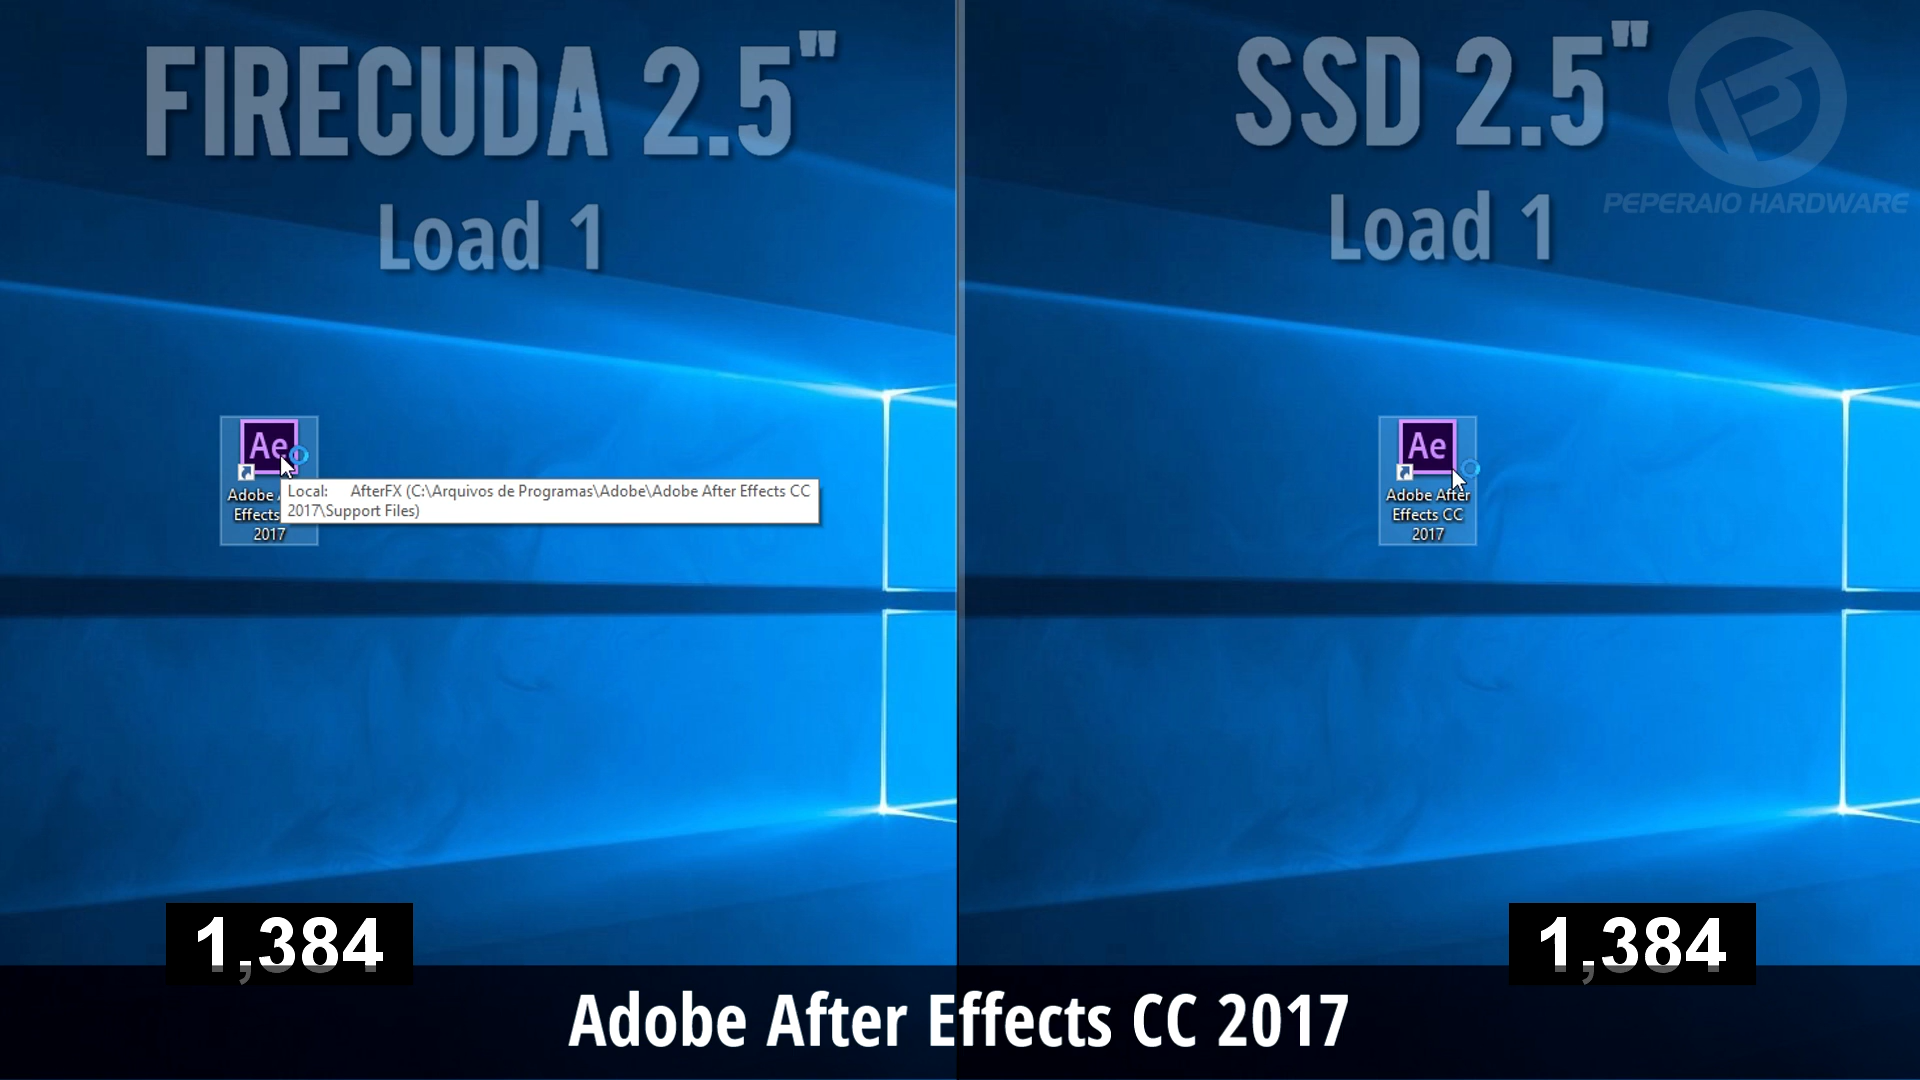 FIRECUDA 2.5"
Load 1
SSD 2.5"
Load 1
PEPERAIO HARDWARE
Ae
Adobe
Effects
2017
Local: AfterFX (C:\Arquivos de Programas\Adobe\Adobe After Effects CC
2017\Support Files)
Ae
Adobe After
Effects CC
2017
1,384
1,384
Adobe After Effects CC 2017